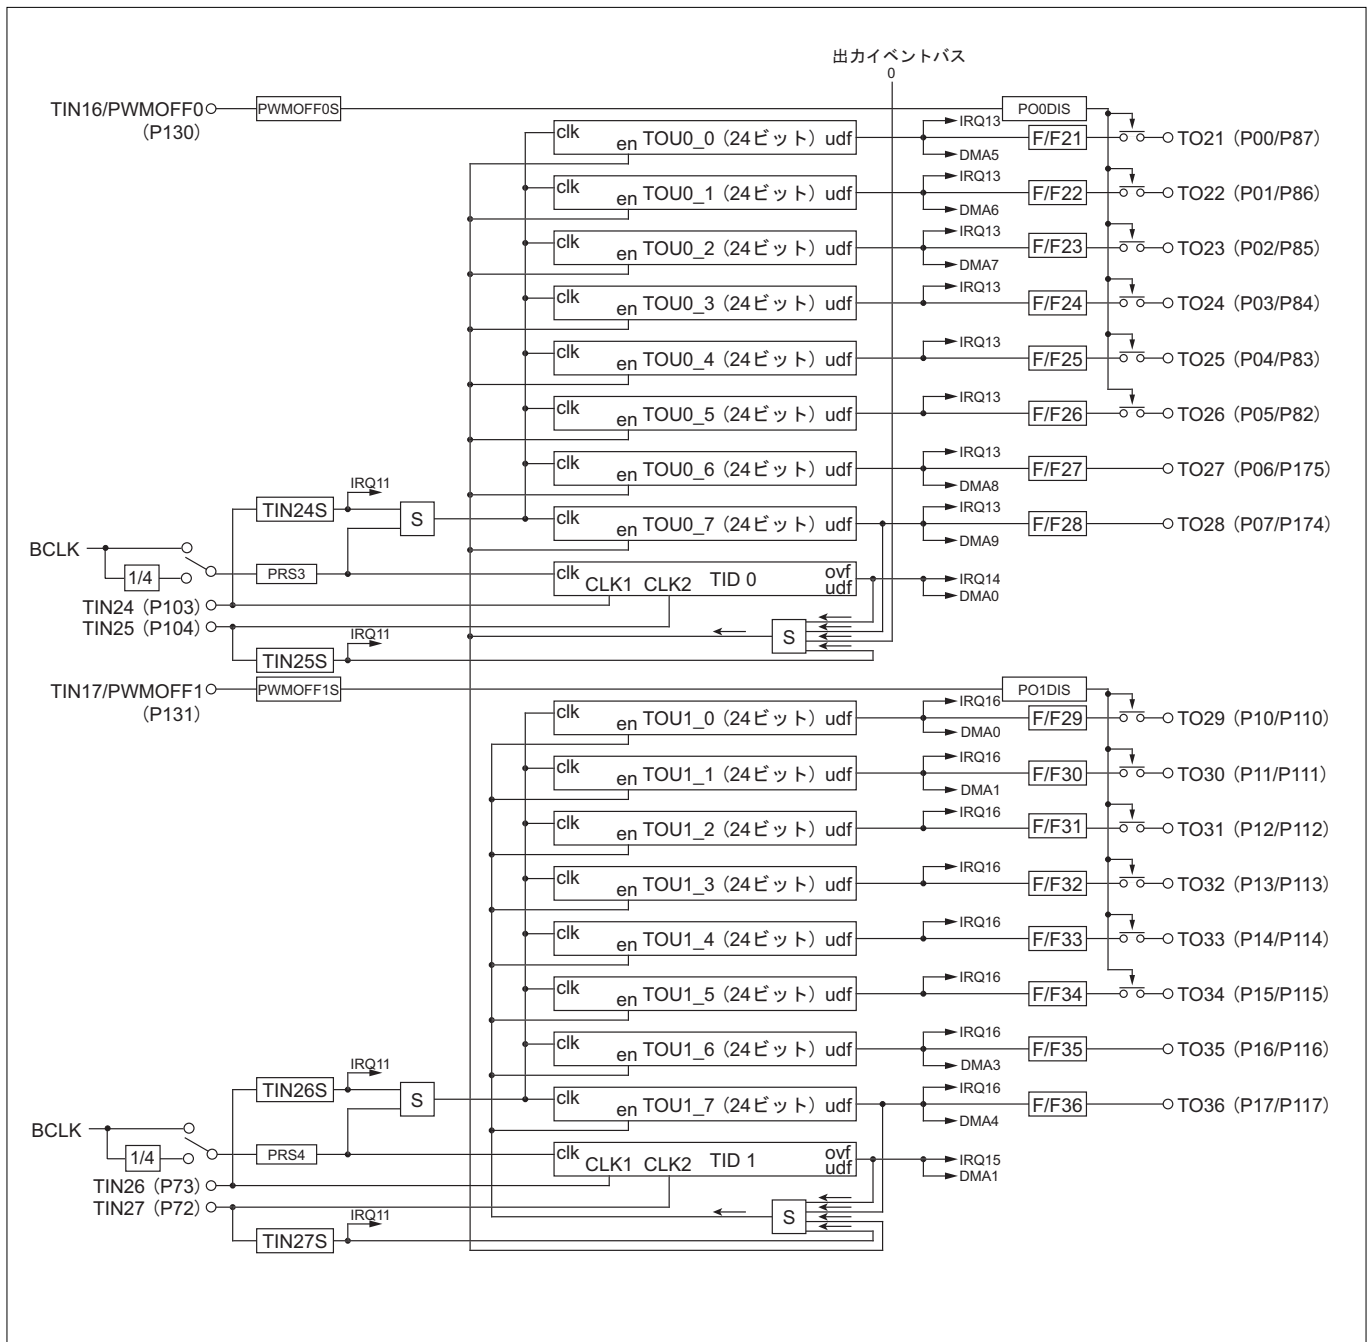 出力イベントバス
0
TIN16/PWMOFF0 PWMOFF0S PO0DIS
(P130)
IRQ13
clk en TOU0_0 (24ビット) udf F/F21 TO21 (P00/P87)
DMA5
IRQ13
clk en TOU0_1 (24ビット) udf F/F22 TO22 (P01/P86)
DMA6
IRQ13
clk en TOU0_2 (24ビット) udf F/F23 TO23 (P02/P85)
DMA7
IRQ13
clk en TOU0_3 (24ビット) udf F/F24 TO24 (P03/P84)
IRQ13
clk en TOU0_4 (24ビット) udf F/F25 TO25 (P04/P83)
IRQ13
clk en TOU0_5 (24ビット) udf F/F26 TO26 (P05/P82)
IRQ13
clk en TOU0_6 (24ビット) udf F/F27 TO27 (P06/P175)
DMA8
IRQ11 IRQ13
TIN24S S clk en TOU0_7 (24ビット) udf F/F28 TO28 (P07/P174)
DMA9
BCLK
1/4 PRS3 clk CLK1 CLK2 TID 0 ovf udf IRQ14
DMA0
TIN24 (P103)
TIN25 (P104)
IRQ11 S
TIN25S
TIN17/PWMOFF1 PWMOFF1S PO1DIS
(P131)
IRQ16
clk en TOU1_0 (24ビット) udf F/F29 TO29 (P10/P110)
DMA0
IRQ16
clk en TOU1_1 (24ビット) udf F/F30 TO30 (P11/P111)
DMA1
IRQ16
clk en TOU1_2 (24ビット) udf F/F31 TO31 (P12/P112)
IRQ16
clk en TOU1_3 (24ビット) udf F/F32 TO32 (P13/P113)
IRQ16
clk en TOU1_4 (24ビット) udf F/F33 TO33 (P14/P114)
IRQ16
clk en TOU1_5 (24ビット) udf F/F34 TO34 (P15/P115)
IRQ16
clk en TOU1_6 (24ビット) udf F/F35 TO35 (P16/P116)
DMA3
IRQ11 IRQ16
TIN26S S clk en TOU1_7 (24ビット) udf F/F36 TO36 (P17/P117)
DMA4
BCLK
1/4 PRS4 clk CLK1 CLK2 TID 1 ovf udf IRQ15
DMA1
TIN26 (P73)
TIN27 (P72)
IRQ11 S
TIN27S